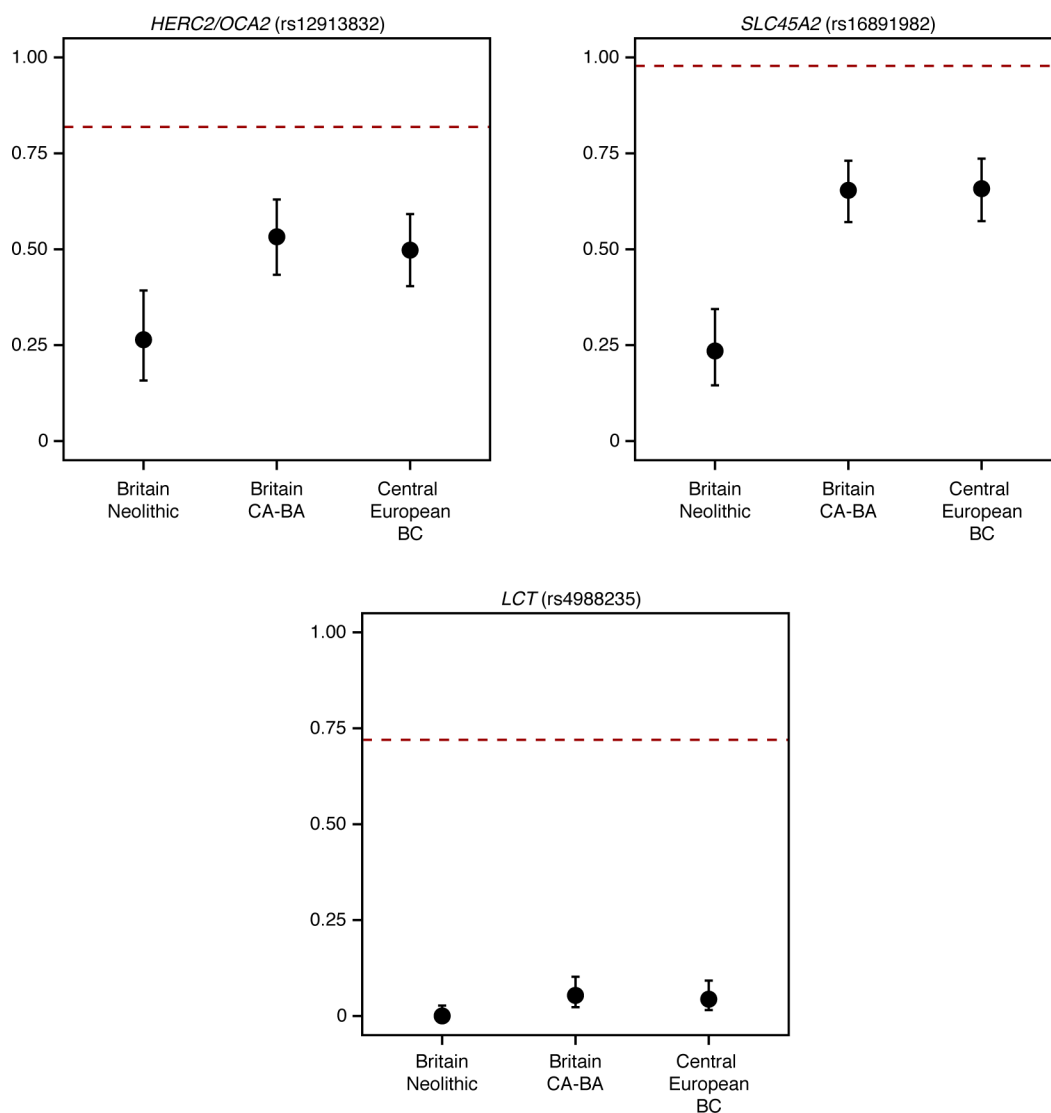 HERC2/OCA2 (rs12913832)
1.00
0.75
0.50
0.25
0
Britain
Neolithic
Britain
CA-BA
Central
European
BC
SLC45A2 (rs16891982)
1.00
0.75
0.50
0.25
0
Britain
Neolithic
Britain
CA-BA
Central
European
BC
LCT (rs4988235)
1.00
0.75
0.50
0.25
0
Britain
Neolithic
Britain
CA-BA
Central
European
BC